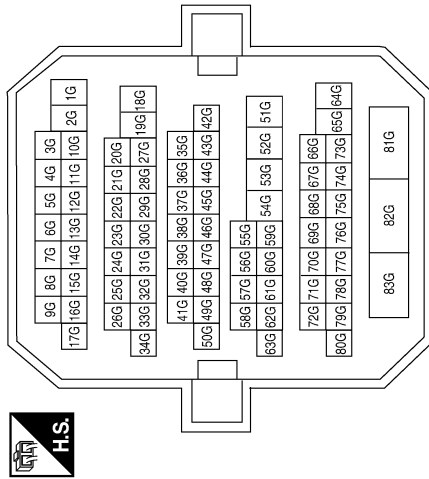 H.S.
9G 8G 7G 6G 5G 4G 3G
17G 16G 15G 14G 13G 12G 11G 10G 2G 1G
26G 25G 24G 23G 22G 21G 20G
34G 33G 32G 31G 30G 29G 28G 27G 19G 18G
41G 40G 39G 38G 37G 36G 35G
50G 49G 48G 47G 46G 45G 44G 43G 42G
58G 57G 56G 55G
63G 62G 61G 60G 59G 54G 53G 52G 51G
72G 71G 70G 69G 68G 67G 66G
80G 79G 78G 77G 76G 75G 74G 73G 65G 64G
83G 82G 81G